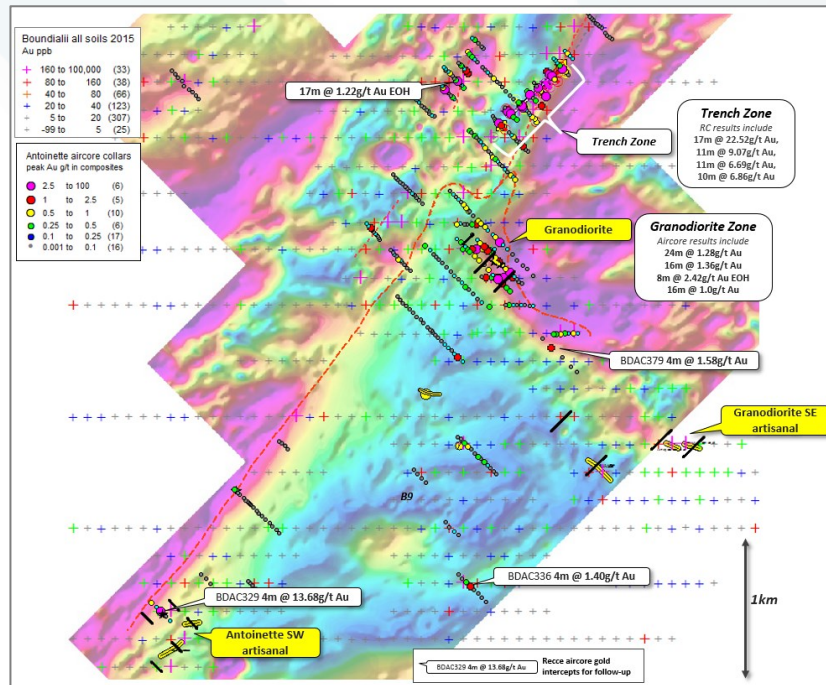 Boundialii all soils 2015
Au ppb
160 to 100,000 (33)
80 to 160 (38)
40 to 80 (66)
20 to 40 (123)
5 to 20 (307)
-99 to 5 (25)
Antoinette aircore collars
peak Au g/t in composites
2.5 to 100 (6)
1 to 2.5 (5)
0.5 to 1 (10)
0.25 to 0.5 (6)
0.1 to 0.25 (17)
0.001 to 0.1 (16)
17m @ 1.22g/t Au EOH
Trench Zone
Trench Zone
RC results include
17m @ 22.52g/t Au,
11m @ 9.07g/t Au,
11m @ 6.69g/t Au,
10m @ 6.86g/t Au
Granodiorite
Granodiorite Zone
Aircore results include
24m @ 1.28g/t Au
16m @ 1.36g/t Au
8m @ 2.42g/t Au EOH
16m @ 1.0g/t Au
BDAC379 4m @ 1.58g/t Au
Granodiorite SE
artisanal
B9
BDAC336 4m @ 1.40g/t Au
BDAC329 4m @ 13.68g/t Au
Antoinette SW
artisanal
1km
BDAC329 4m @ 13.68g/t Au
Recce aircore gold
intercepts for follow-up